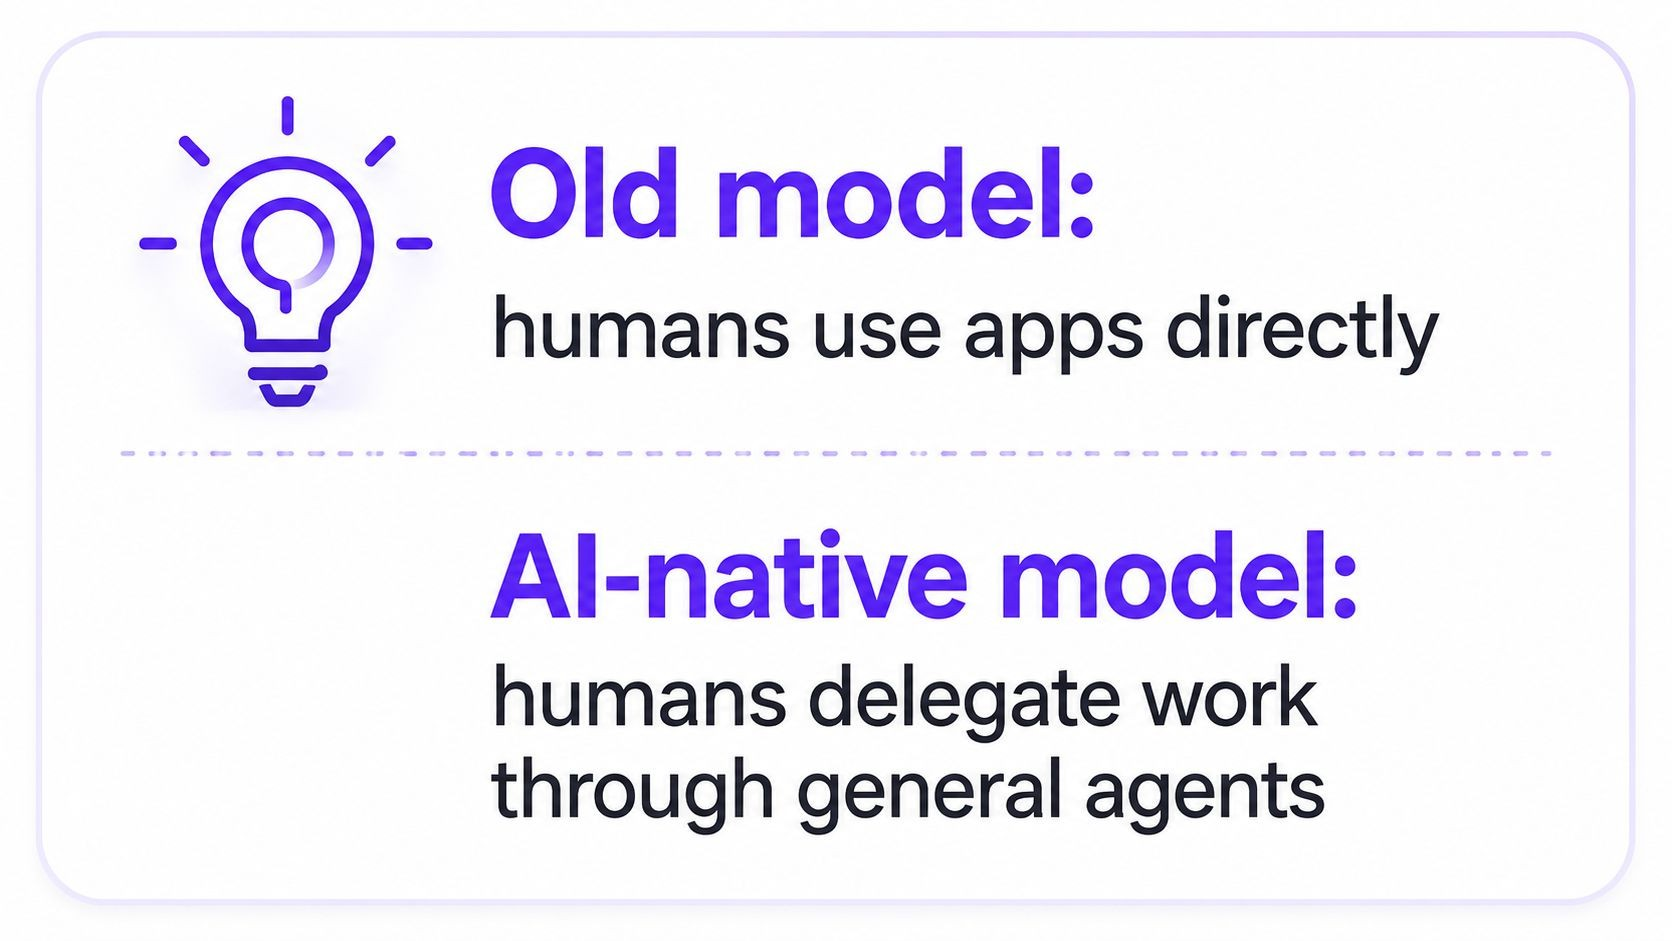 Old model:
humans use apps directly
AI-native model:
humans delegate work
through general agents